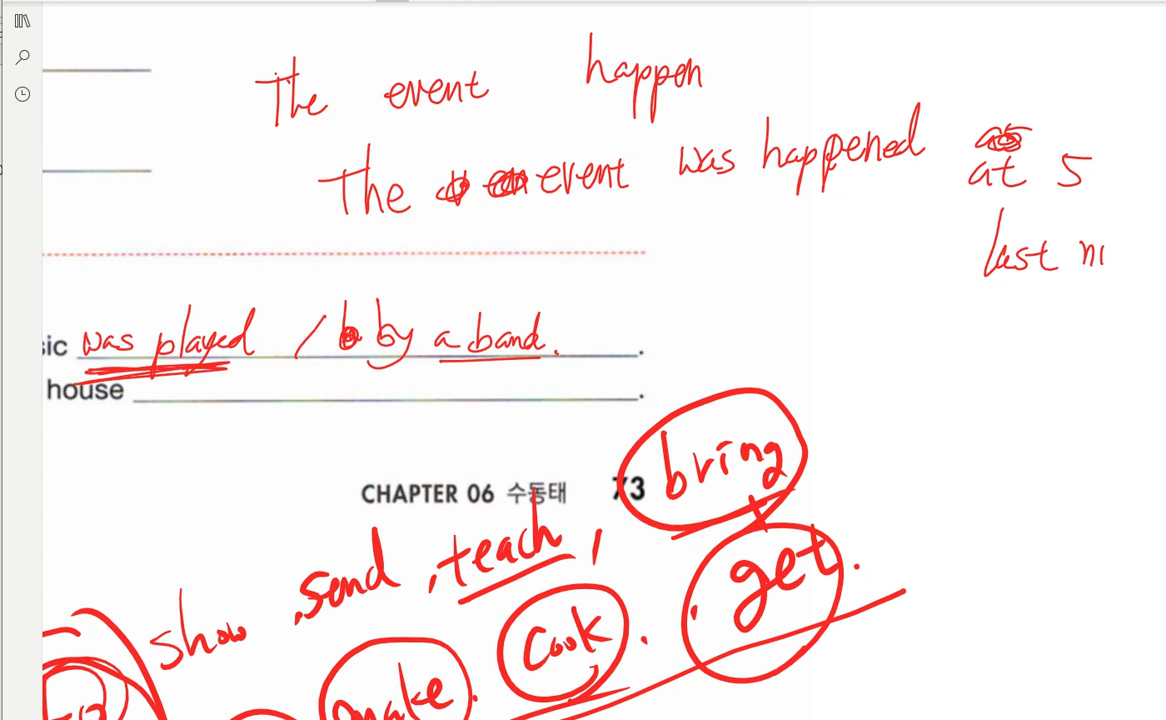 The event happen
The event was happened at 5
last
sic was played / by a band.
house .
CHAPTER 06 수동태 73
bring
show, send, teach,
make. cook. get.